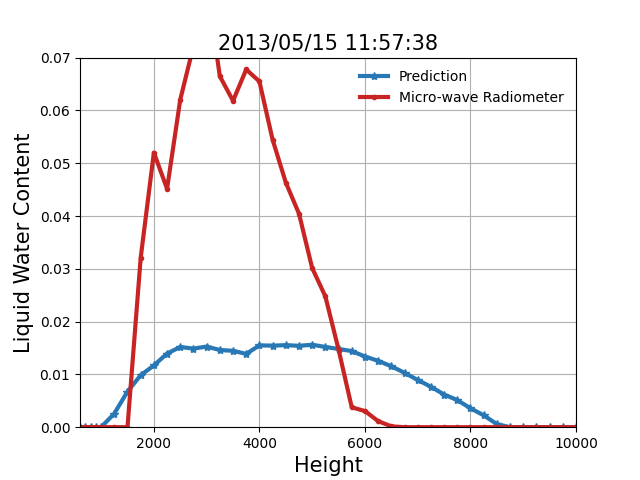 2013/05/15 11:57:38
Prediction
Micro-wave Radiometer
Liquid Water Content
0.07
0.06
0.05
0.04
0.03
0.02
0.01
0.00
2000 4000 6000 8000 10000
Height